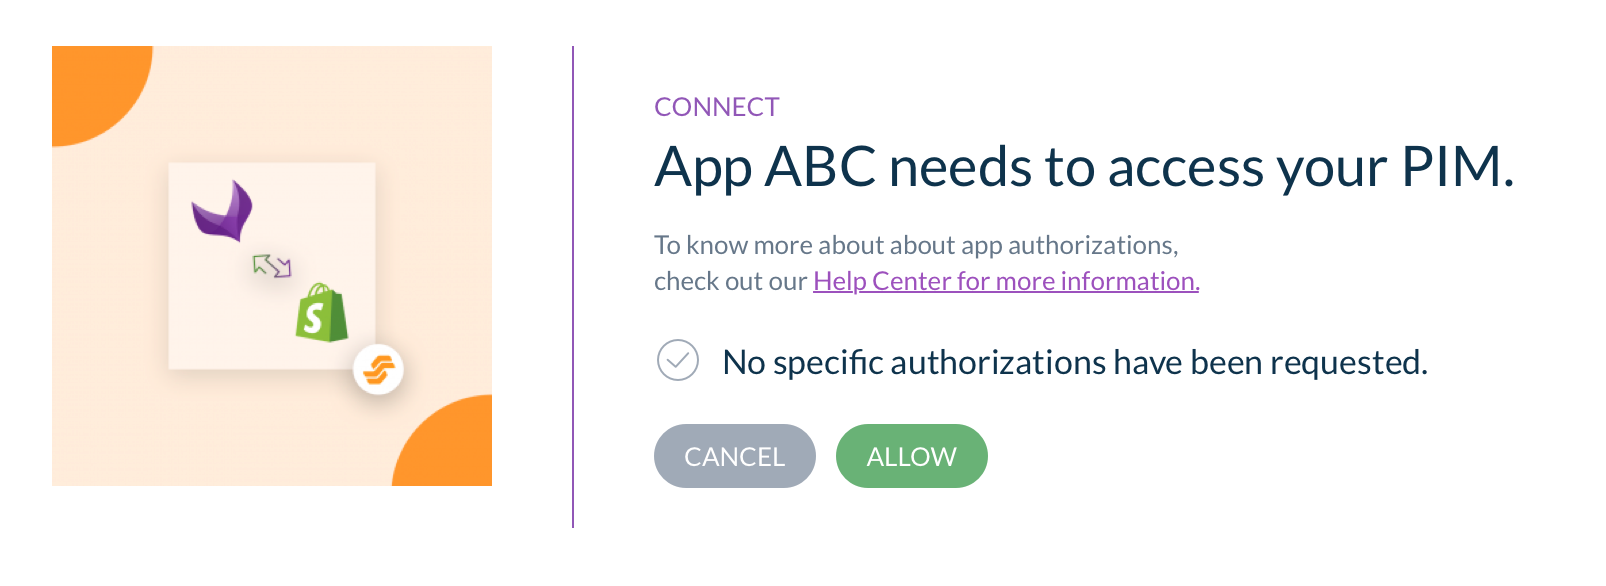 CONNECT
App ABC needs to access your PIM.
To know more about about app authorizations,
check out our Help Center for more information.
No specific authorizations have been requested.
CANCEL ALLOW